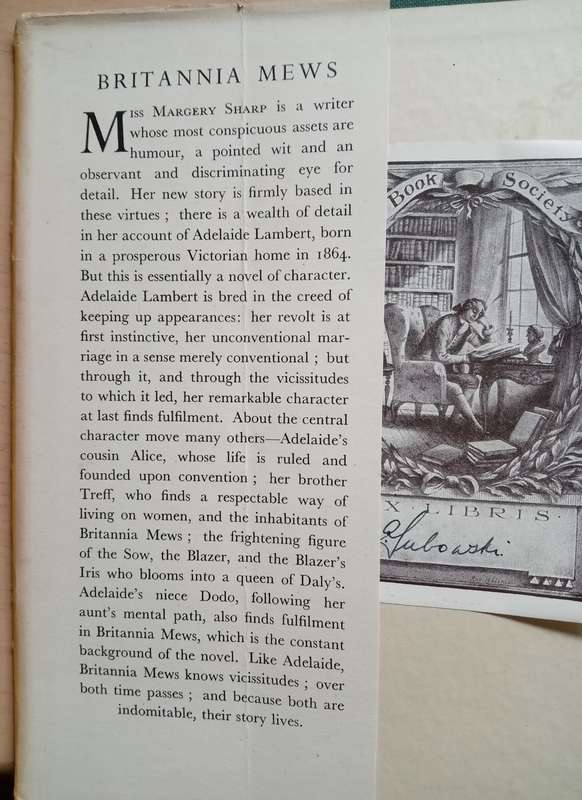 BRITANNIA MEWS
Miss Margery Sharp is a writer
whose most conspicuous assets are
humour, a pointed wit and an
observant and discriminating eye for
detail. Her new story is firmly based in
these virtues ; there is a wealth of detail
in her account of Adelaide Lambert, born
in a prosperous Victorian home in 1864.
But this is essentially a novel of character.
Adelaide Lambert is bred in the creed of
keeping up appearances: her revolt is at
first instinctive, her unconventional mar-
riage in a sense merely conventional ; but
through it, and through the vicissitudes
to which it led, her remarkable character
at last finds fulfilment. About the central
character move many others—Adelaide's
cousin Alice, whose life is ruled and
founded upon convention ; her brother
Treff, who finds a respectable way of
living on women, and the inhabitants of
Britannia Mews ; the frightening figure
of the Sow, the Blazer, and the Blazer's
Iris who blooms into a queen of Daly's.
Adelaide's niece Dodo, following her
aunt's mental path, also finds fulfilment
in Britannia Mews, which is the constant
background of the novel. Like Adelaide,
Britannia Mews knows vicissitudes ; over
both time passes ; and because both are
indomitable, their story lives.
Book Society
X LIBRIS